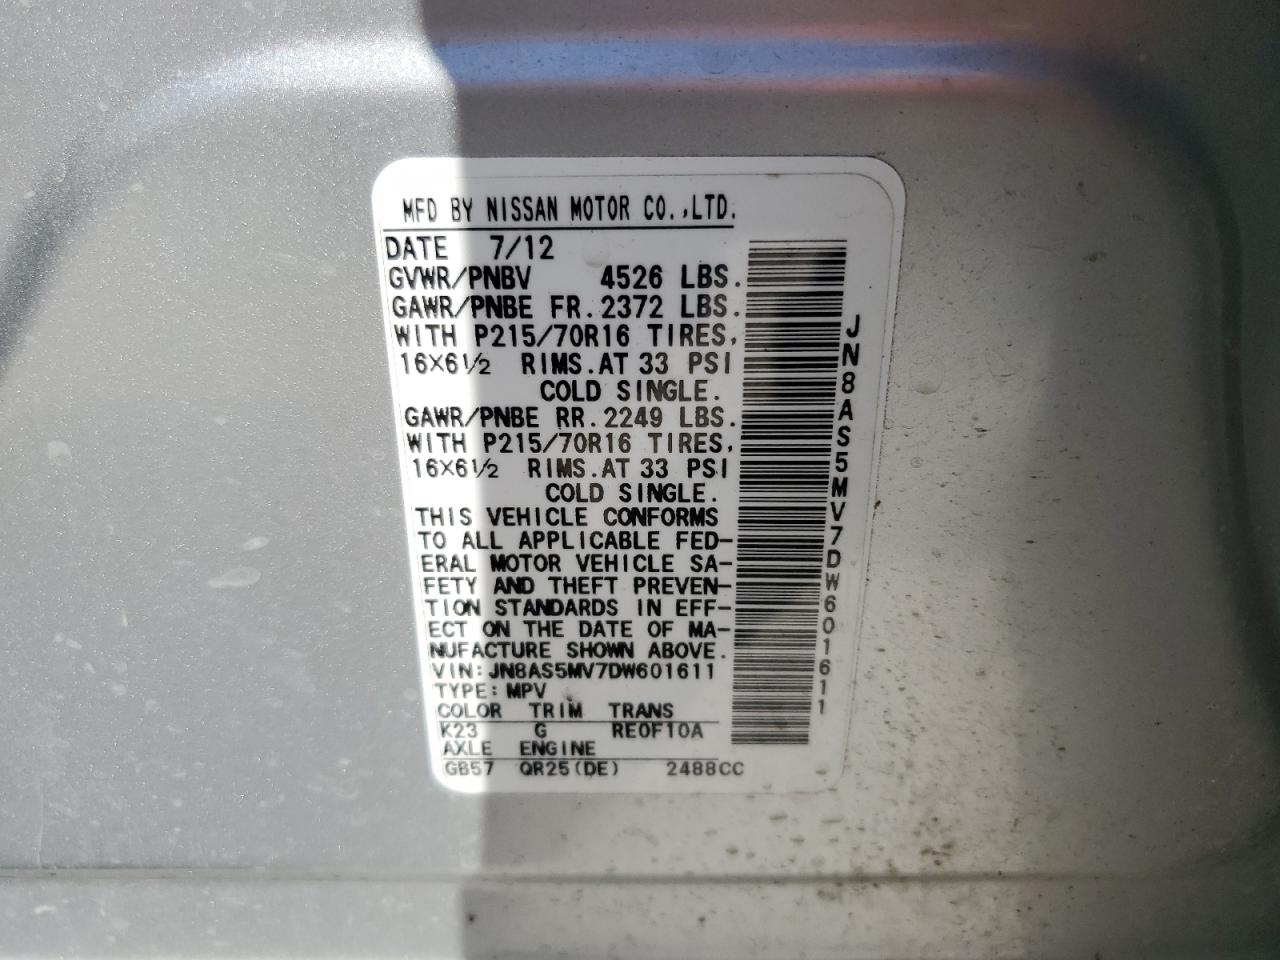 MFD BY NISSAN MOTOR CO.,LTD.
DATE 7/12
GVWR/PNBV 4526 LBS.
GAWR/PNBE FR.2372 LBS.
WITH P215/70R16 TIRES,
16X6½ RIMS.AT 33 PSI
COLD SINGLE.
GAWR/PNBE RR.2249 LBS.
WITH P215/70R16 TIRES,
16X6½ RIMS.AT 33 PSI
COLD SINGLE.
THIS VEHICLE CONFORMS
TO ALL APPLICABLE FED-
ERAL MOTOR VEHICLE SA-
FETY AND THEFT PREVEN-
TION STANDARDS IN EFF-
ECT ON THE DATE OF MA-
NUFACTURE SHOWN ABOVE.
VIN:JN8AS5MV7DW601611
TYPE:MPV
COLOR TRIM TRANS
K23 G RE0F10A
AXLE ENGINE
GB57 QR25(DE) 2488CC
JN8AS5MV7DW601611